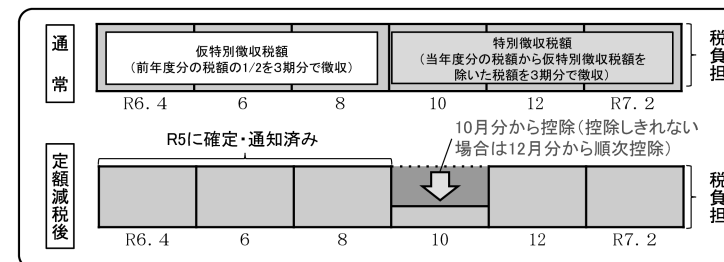 通常
仮特別徴収税額
(前年度分の税額の1/2を3期分で徴収)
特別徴収税額
(当年度分の税額から仮特別徴収税額を
除いた税額を3期分で徴収)
税負担
R6. 4 6 8 10 12 R7. 2
R5に確定・通知済み
10月分から控除(控除しきれない
場合は12月分から順次控除)
定額減税後
税負担
R6. 4 6 8 10 12 R7. 2